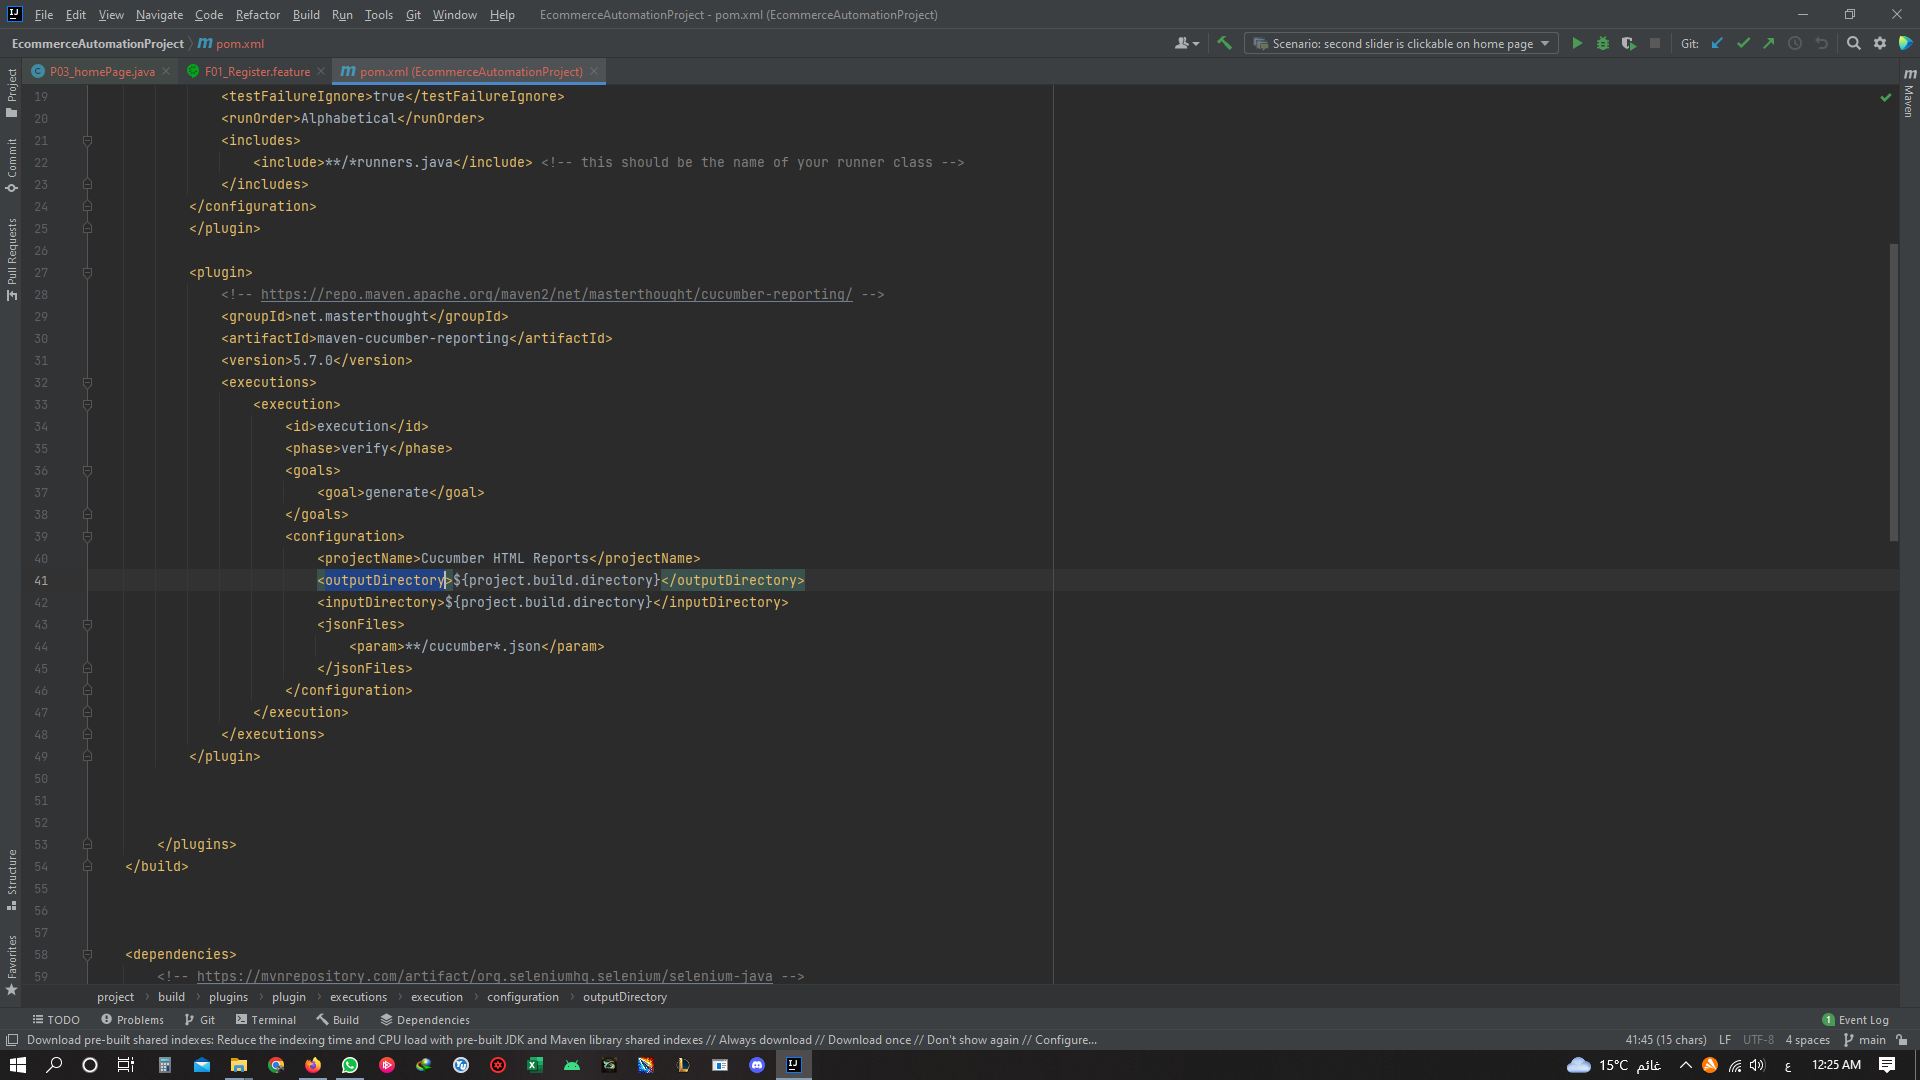 File Edit View Navigate Code Refactor Build Run Tools Git Window Help EcommerceAutomationProject - pom.xml (EcommerceAutomationProject)
EcommerceAutomationProject pom.xml Scenario: second slider is clickable on home page Git:
P03_homePage.java F01_Register.feature pom.xml (EcommerceAutomationProject)
Project
Commit
Pull Requests
Structure
Favorites
Maven
19 <testFailureIgnore>true</testFailureIgnore>
20 <runOrder>Alphabetical</runOrder>
21 <includes>
22 <include>**/*runners.java</include> <!-- this should be the name of your runner class -->
23 </includes>
24 </configuration>
25 </plugin>
26
27 <plugin>
28 <!-- https://repo.maven.apache.org/maven2/net/masterthought/cucumber-reporting/ -->
29 <groupId>net.masterthought</groupId>
30 <artifactId>maven-cucumber-reporting</artifactId>
31 <version>5.7.0</version>
32 <executions>
33 <execution>
34 <id>execution</id>
35 <phase>verify</phase>
36 <goals>
37 <goal>generate</goal>
38 </goals>
39 <configuration>
40 <projectName>Cucumber HTML Reports</projectName>
41 <outputDirectory>${project.build.directory}</outputDirectory>
42 <inputDirectory>${project.build.directory}</inputDirectory>
43 <jsonFiles>
44 <param>**/cucumber*.json</param>
45 </jsonFiles>
46 </configuration>
47 </execution>
48 </executions>
49 </plugin>
50
51
52
53 </plugins>
54 </build>
55
56
57
58 <dependencies>
59 <!-- https://mvnrepository.com/artifact/org.seleniumhq.selenium/selenium-java -->
project build plugins plugin executions execution configuration outputDirectory
TODO Problems Git Terminal Build Dependencies 1 Event Log
Download pre-built shared indexes: Reduce the indexing time and CPU load with pre-built JDK and Maven library shared indexes // Always download // Download once // Don't show again // Configure... 41:45 (15 chars) LF UTF-8 4 spaces main
15°C غائم ع 12:25 AM